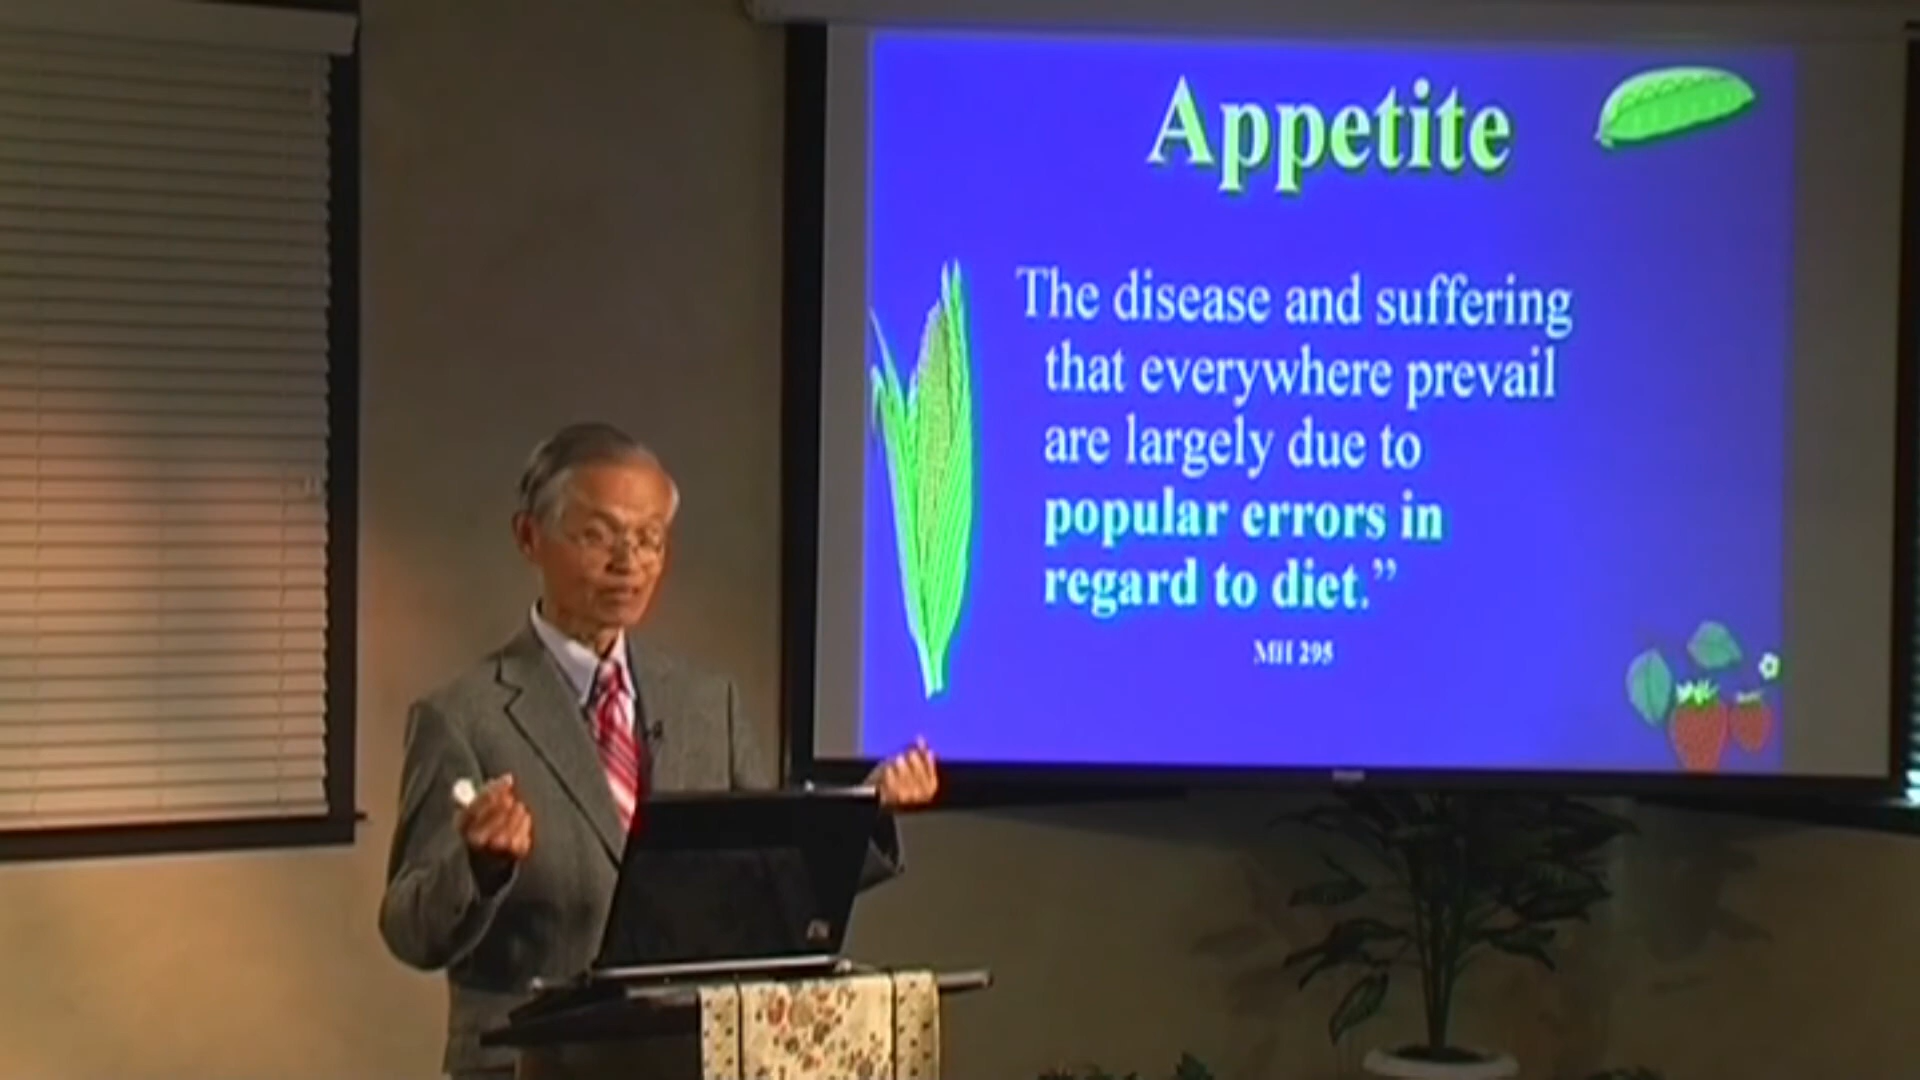 Appetite
The disease and suffering
that everywhere prevail
are largely due to
popular errors in
regard to diet.”
MH 295